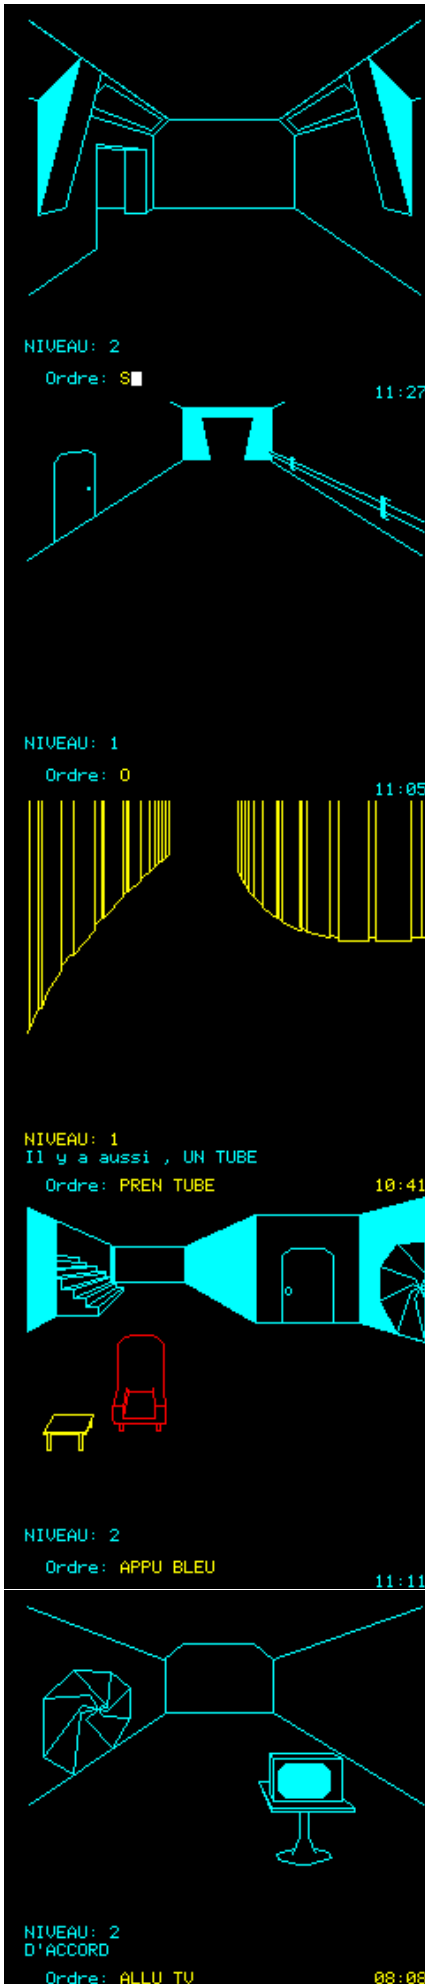 NIVEAU: 2
Ordre: S
11:27
NIVEAU: 1
Ordre: O
11:05
NIVEAU: 1
Il y a aussi , UN TUBE
Ordre: PREN TUBE 10:41
NIVEAU: 2
Ordre: APPU BLEU
11:11
NIVEAU: 2
D'ACCORD
Ordre: ALLU TV 08:08